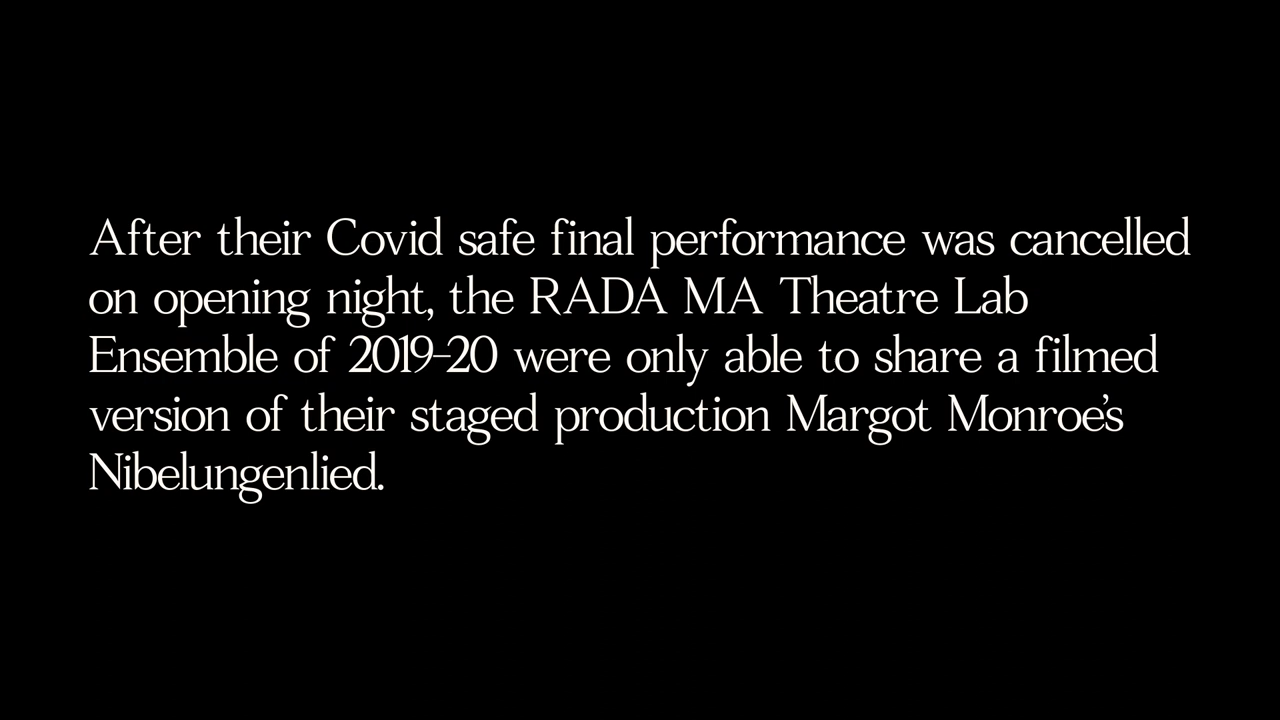 After their Covid safe final performance was cancelled
on opening night, the RADA MA Theatre Lab
Ensemble of 2019–20 were only able to share a filmed
version of their staged production Margot Monroe’s
Nibelungenlied.